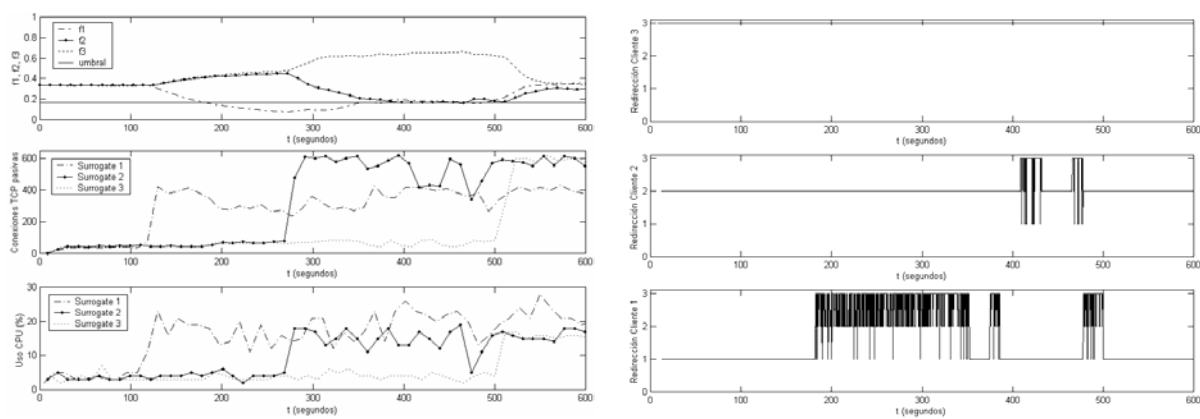 f1, f2, f3
1
0.8
0.6
0.4
0.2
0
f1
f2
f3
umbral
0 100 200 300 400 500 600
t (segundos)
Conexiones TCP pasivas
600
400
200
0
Surrogate 1
Surrogate 2
Surrogate 3
0 100 200 300 400 500 600
t (segundos)
Uso CPU (%)
30
20
10
0
Surrogate 1
Surrogate 2
Surrogate 3
0 100 200 300 400 500 600
t (segundos)
Redirección Cliente 3
3
2
1
0
0 100 200 300 400 500 600
t (segundos)
Redirección Cliente 2
3
2
1
0
0 100 200 300 400 500 600
t (segundos)
Redirección Cliente 1
3
2
1
0
0 100 200 300 400 500 600
t (segundos)